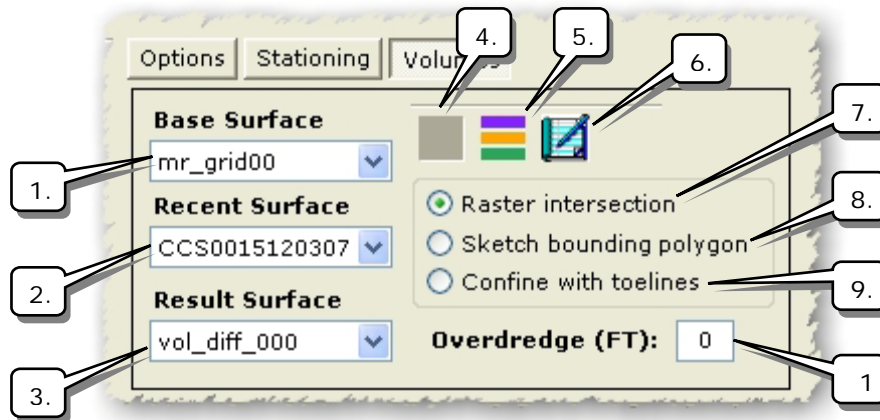 4.
5.
6.
7.
8.
9.
1
1.
2.
3.
Options
Stationing
Base Surface
mr_grid00
Recent Surface
CCS0015120307
Result Surface
vol_diff_000
Raster intersection
Sketch bounding polygon
Confine with toelines
Overdredge (FT):
0